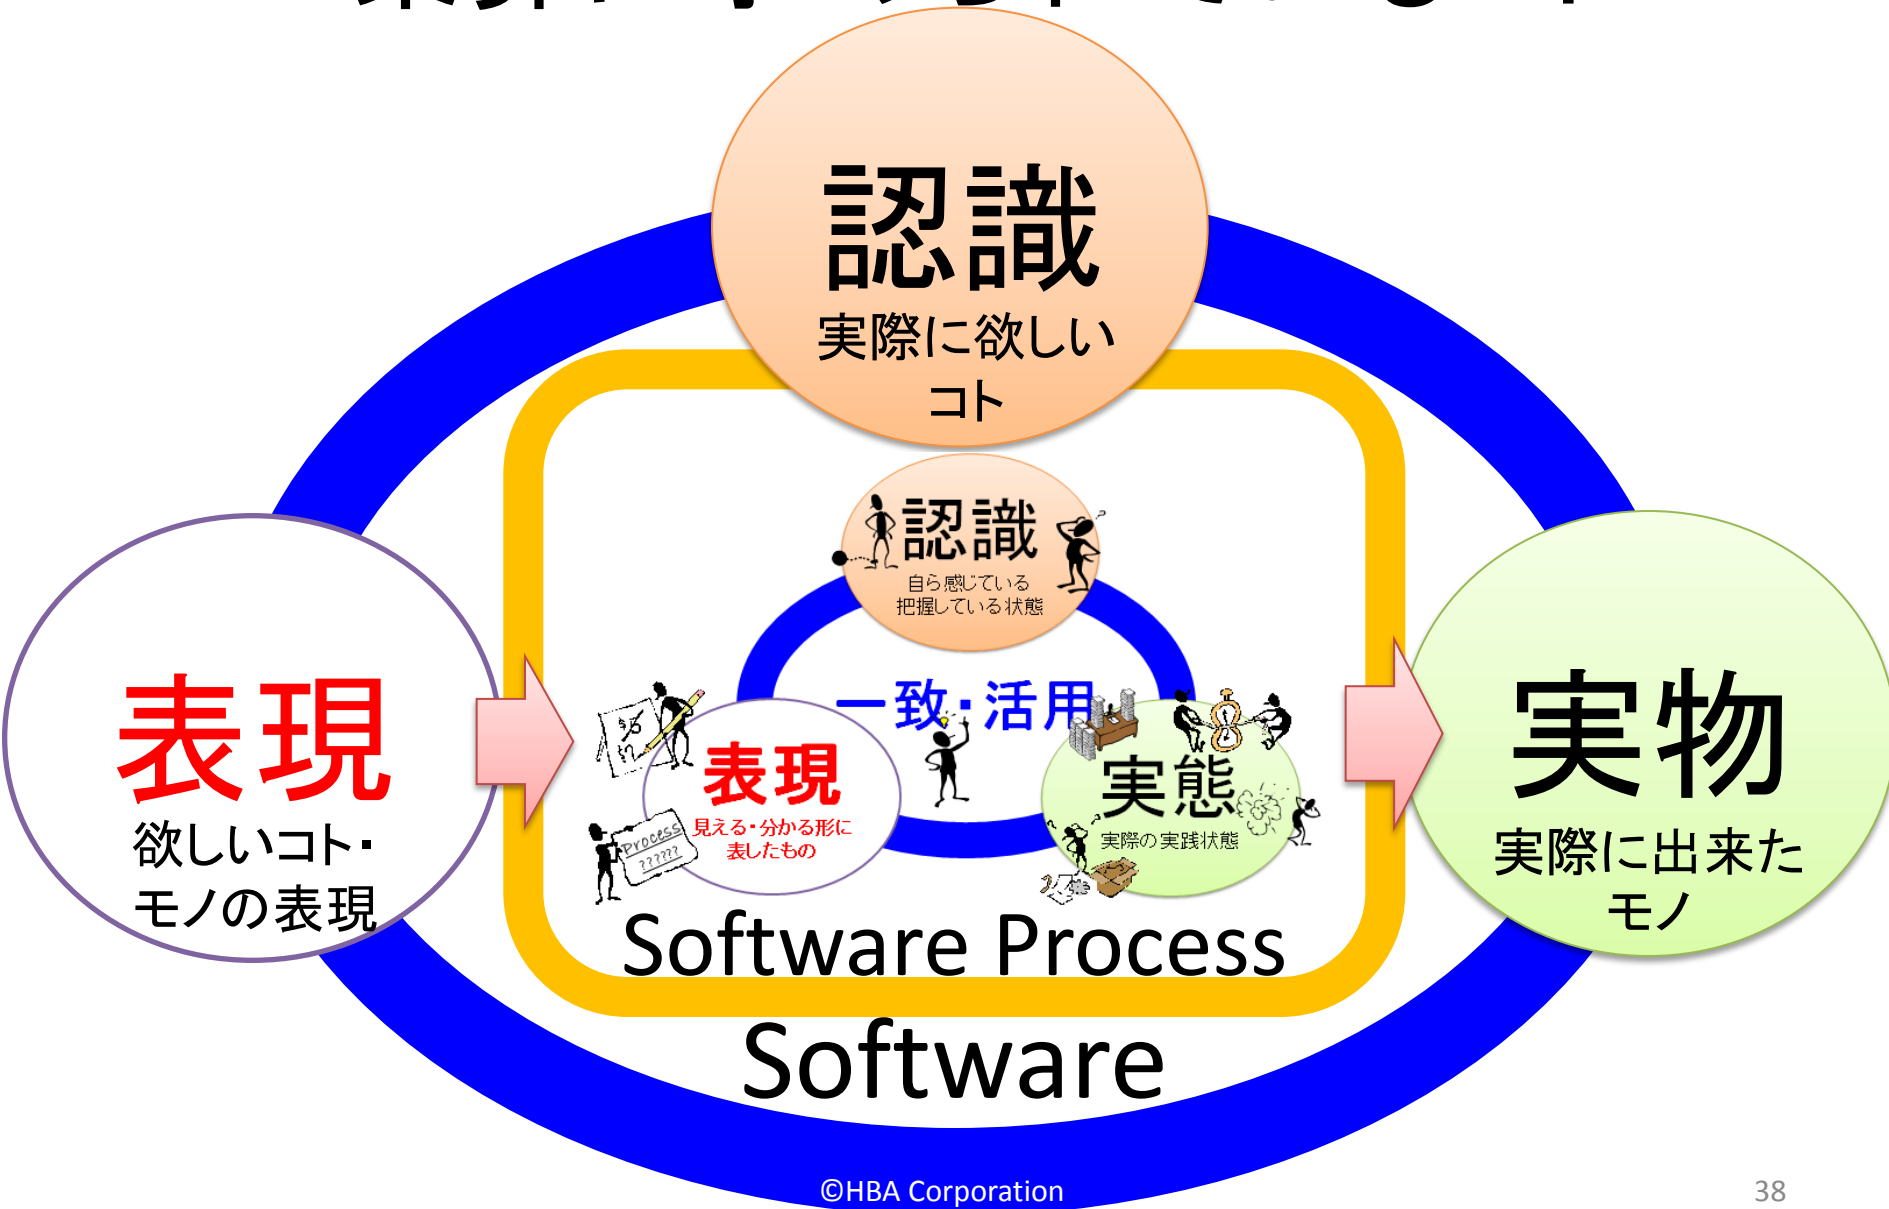 認識
実際に欲しい
コト
認識
自ら感じている
把握している状態
一致・活用
表現
見える・分かる形に
表したもの
Process
??????
実態
実際の実践状態
表現
欲しいコト・
モノの表現
実物
実際に出来た
モノ
Software Process
Software
©HBA Corporation
38